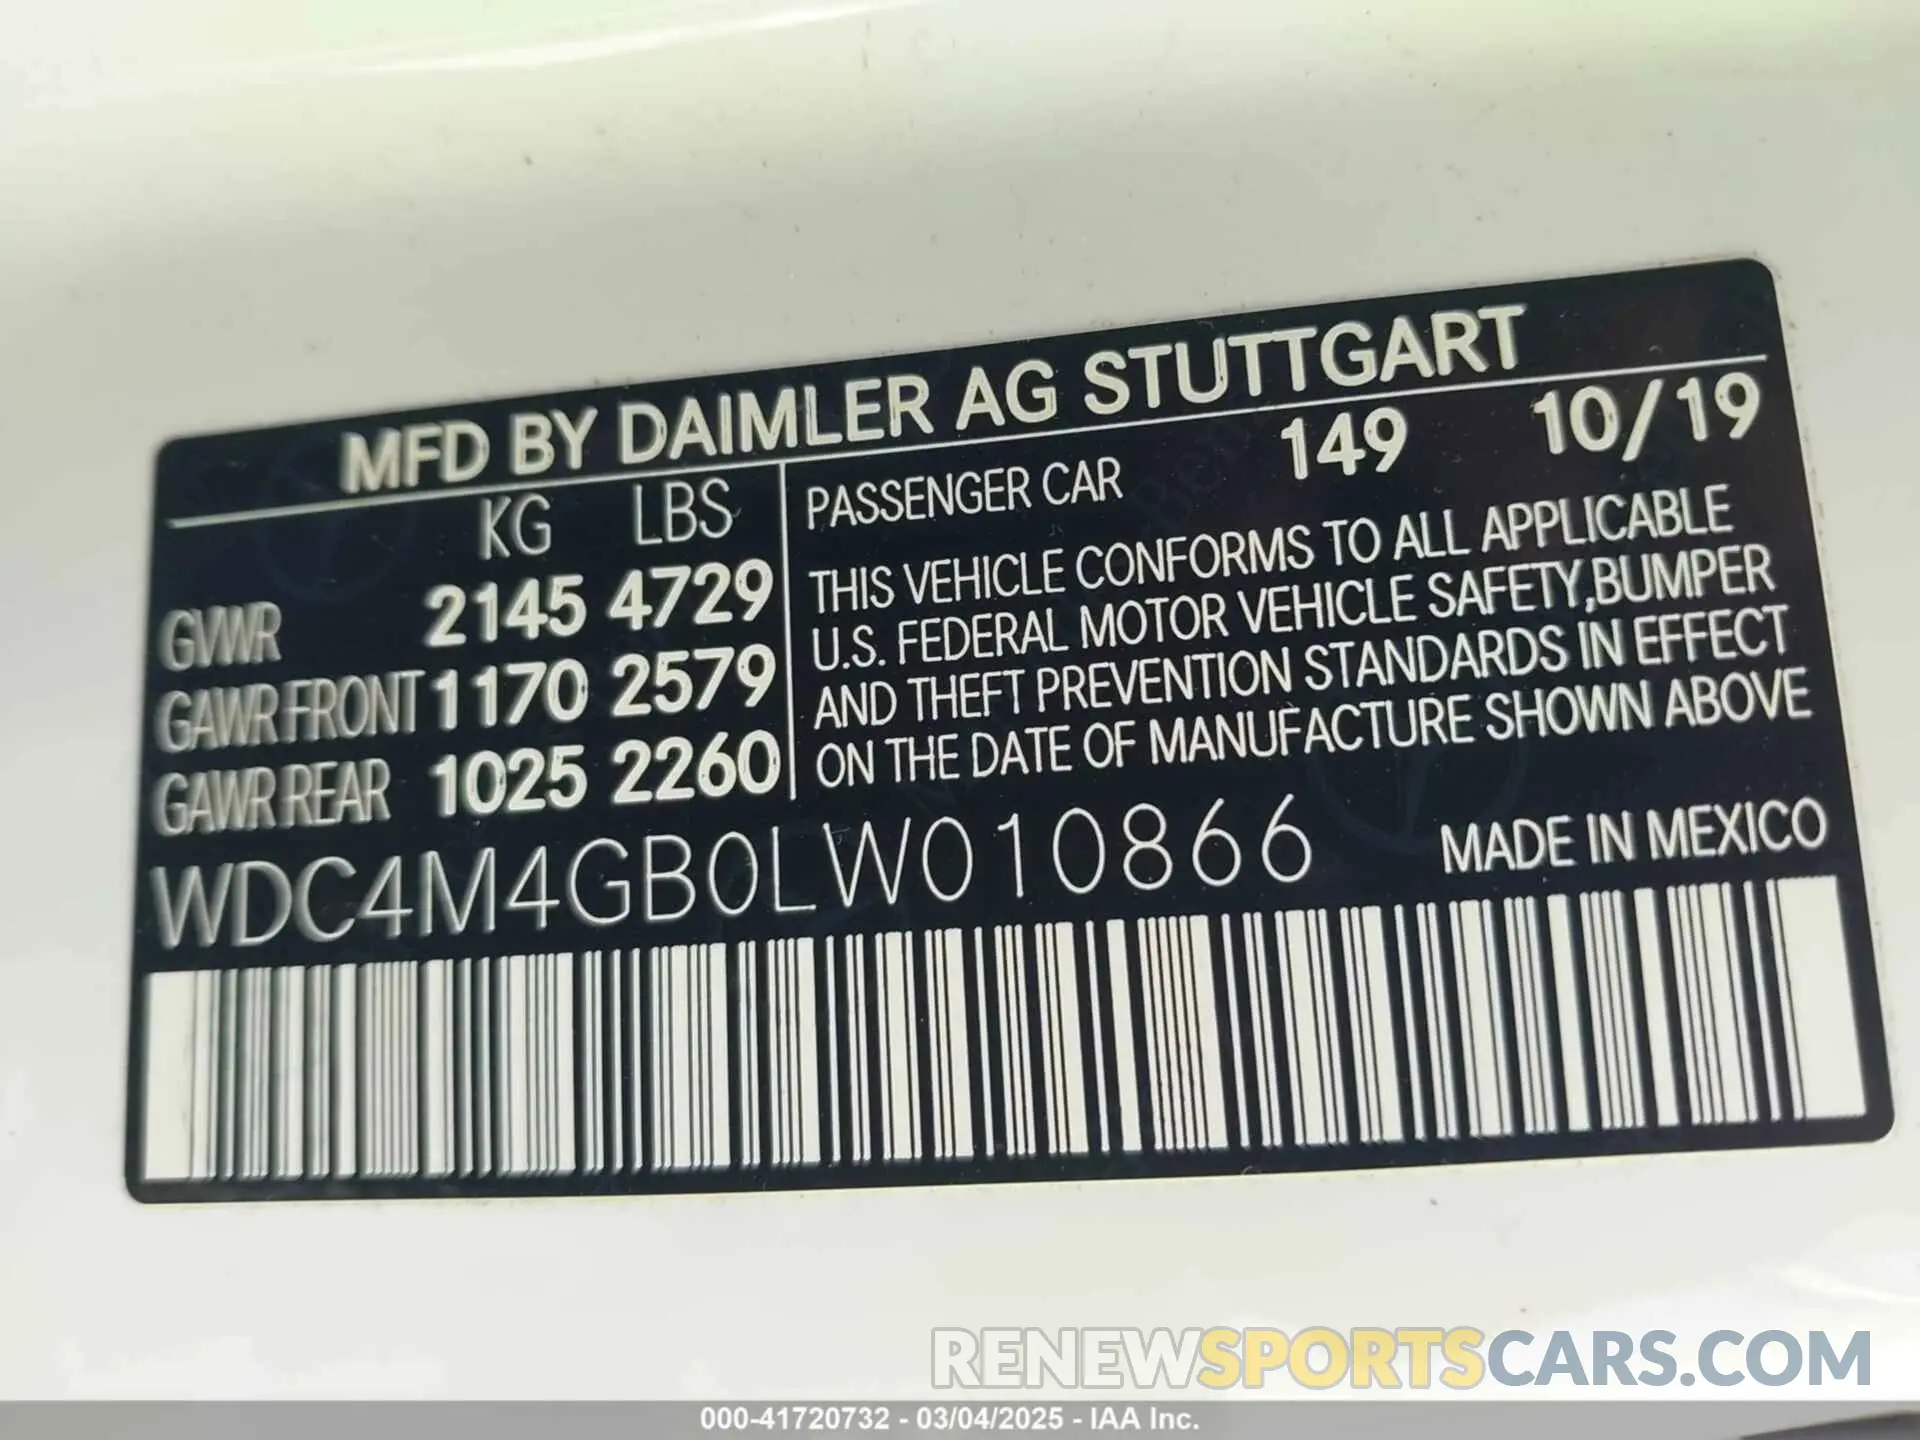 MFD BY DAIMLER AG STUTTGART
KG LBS
GVWR 2145 4729
GAWR FRONT 1170 2579
GAWR REAR 1025 2260
PASSENGER CAR 149 10/19
THIS VEHICLE CONFORMS TO ALL APPLICABLE
U.S. FEDERAL MOTOR VEHICLE SAFETY,BUMPER
AND THEFT PREVENTION STANDARDS IN EFFECT
ON THE DATE OF MANUFACTURE SHOWN ABOVE
WDC4M4GB0LW010866 MADE IN MEXICO
RENEWSPORTSCARS.COM
000-41720732 - 03/04/2025 - IAA Inc.